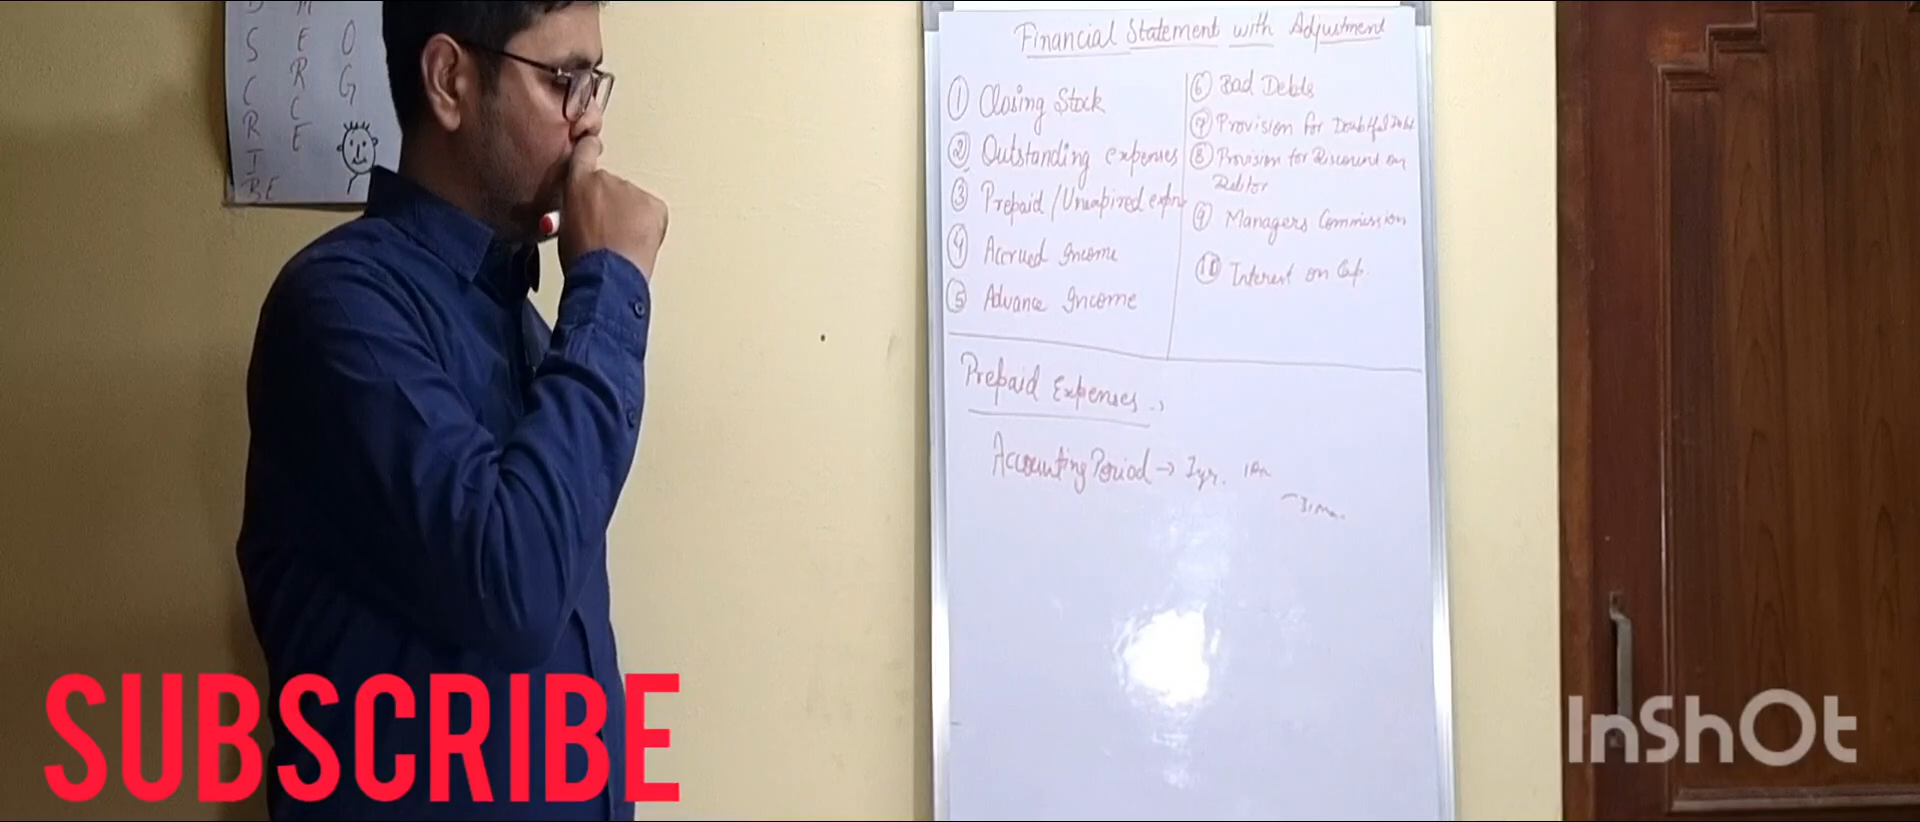 S
C
R
I
BE
M
E
R
C
E
O
G
Financial Statement with Adjustment
① Closing Stock
② Outstanding expenses
③ Prepaid / Unexpired
④ Accrued Income
⑤ Advance Income
⑥ Bad Debts
⑦ Provision for Doubtful Debt
⑧ Provision for Discount on
Debtor
⑨ Managers Commission
⑩ Interest on Cap.
Prepaid Expenses
Accounting Period → 1yr.
SUBSCRIBE
InShOt